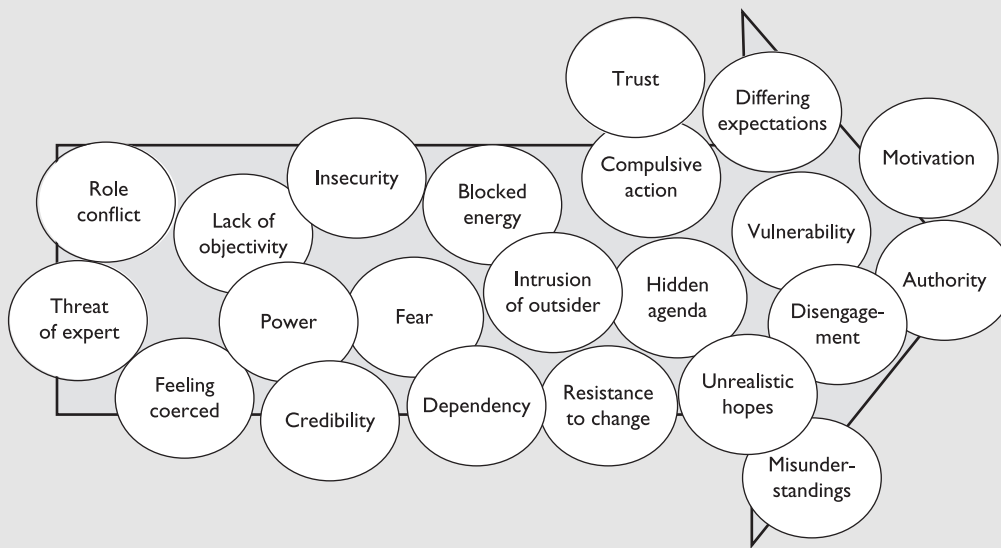 Trust
Differing
expectations
Motivation
Compulsive
action
Insecurity
Blocked
energy
Role
conflict
Lack of
objectivity
Vulnerability
Authority
Intrusion
of outsider
Hidden
agenda
Threat
of expert
Power
Fear
Disengage-
ment
Feeling
coerced
Credibility
Dependency
Resistance
to change
Unrealistic
hopes
Misunder-
standings